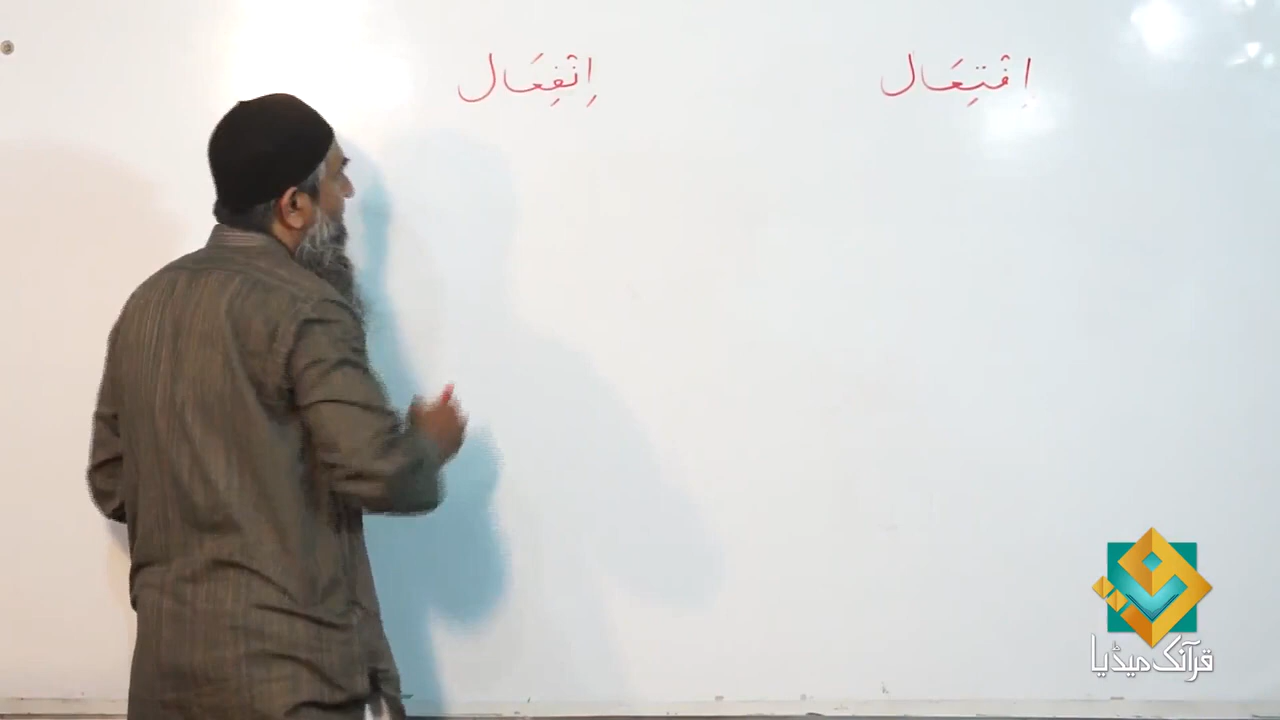 اِفْتِعَال
اِنْفِعَال
قرآنک میڈیا